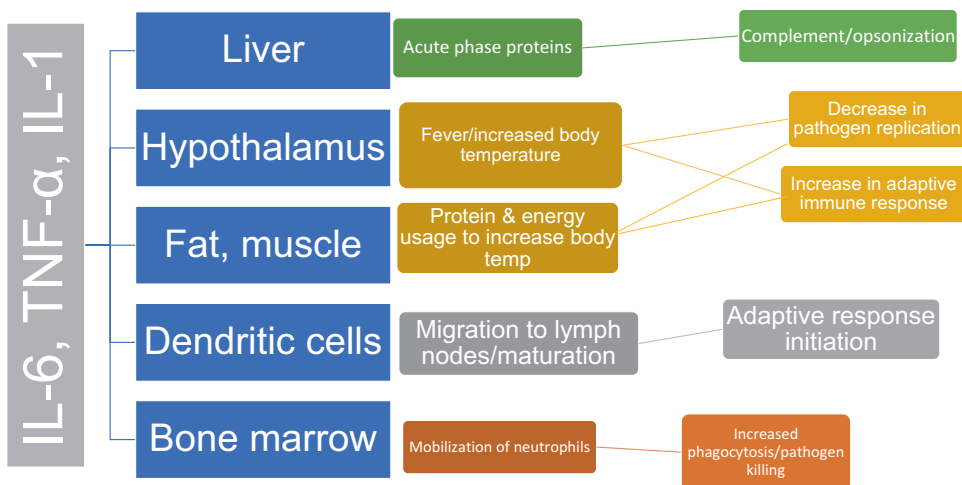 IL-6, TNF-α, IL-1
Liver
Acute phase proteins
Complement/opsonization
Hypothalamus
Fever/increased body
temperature
Decrease in
pathogen replication
Increase in adaptive
immune response
Fat, muscle
Protein & energy
usage to increase body
temp
Dendritic cells
Migration to lymph
nodes/maturation
Adaptive response
initiation
Bone marrow
Mobilization of neutrophils
Increased
phagocytosis/pathogen
killing